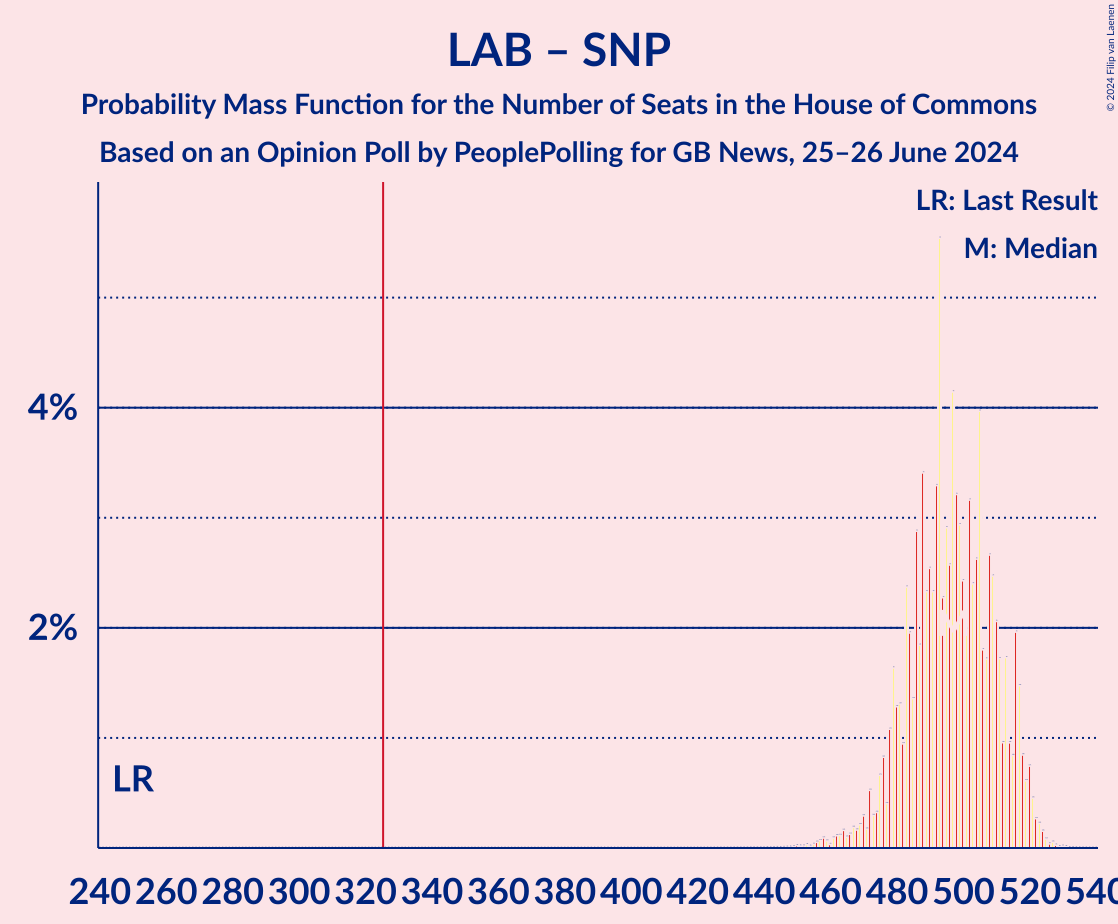 LAB – SNP
Probability Mass Function for the Number of Seats in the House of Commons
Based on an Opinion Poll by PeoplePolling for GB News, 25–26 June 2024
© 2024 Filip van Laenen
LR: Last Result
M: Median
4%
2%
LR
240 260 280 300 320 340 360 380 400 420 440 460 480 500 520 540